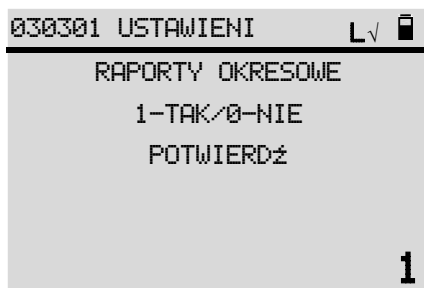 030301 USTAWIENI L√
RAPORTY OKRESOWE
1-TAK/0-NIE
POTWIERDź
1